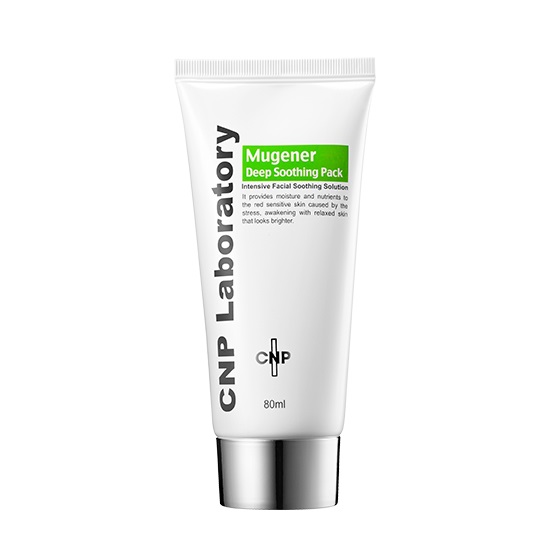 CNP Laboratory
Mugener
Deep Soothing Pack
Intensive Facial Soothing Solution
It provides moisture and nutrients to
the red sensitive skin caused by the
stress, awakening with relaxed skin
that looks brighter.
CNP
80ml